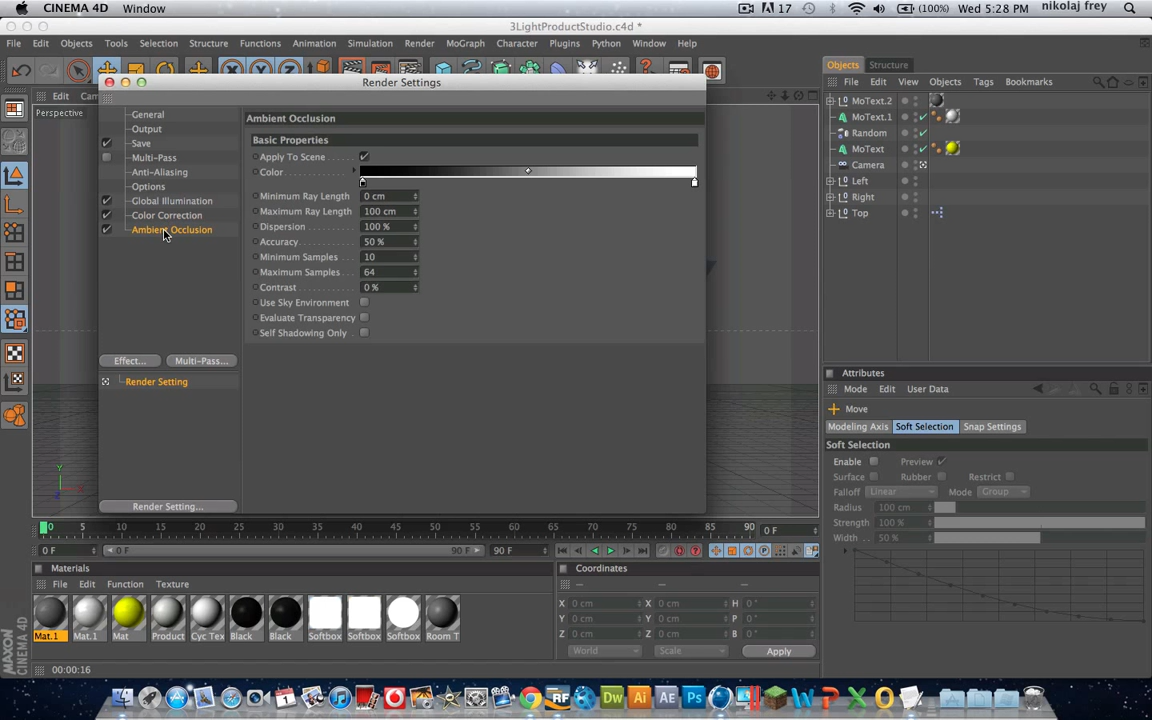 CINEMA 4D Window 17 (100%) Wed 5:28 PM nikolaj frey
3LightProductStudio.c4d *
File Edit Objects Tools Selection Structure Functions Animation Simulation Render MoGraph Character Plugins Python Window Help
X Y Z
Objects Structure
File Edit View Objects Tags Bookmarks
Edit Cam
Perspective
Render Settings
General
Output
Save
Multi-Pass
Anti-Aliasing
Options
Global Illumination
Color Correction
Ambient Occlusion
Effect... Multi-Pass...
Render Setting
Render Setting...
Ambient Occlusion
Basic Properties
Apply To Scene
Color
Minimum Ray Length 0 cm
Maximum Ray Length 100 cm
Dispersion 100 %
Accuracy 50 %
Minimum Samples 10
Maximum Samples 64
Contrast 0 %
Use Sky Environment
Evaluate Transparency
Self Shadowing Only
MoText.2
MoText.1
Random
MoText
Camera
Left
Right
Top
Attributes
Mode Edit User Data
Move
Modeling Axis Soft Selection Snap Settings
Soft Selection
Enable Preview
Surface Rubber Restrict
Falloff Linear Mode Group
Radius 100 cm
Strength 100 %
Width 50 %
Y
0 5 10 15 20 25 30 35 40 45 50 55 60 65 70 75 80 85 90 0 F
0 F 0 F 90 F 90 F
Materials
File Edit Function Texture
Mat.1 Mat.1 Mat Product Cyc Tex Black Black Softbox Softbox Softbox Room T
Coordinates
X 0 cm X 0 cm H 0 °
Y 0 cm Y 0 cm P 0 °
Z 0 cm Z 0 cm B 0 °
World Scale Apply
MAXON
CINEMA 4D
00:00:16
RF Dw Ai Ae Ps